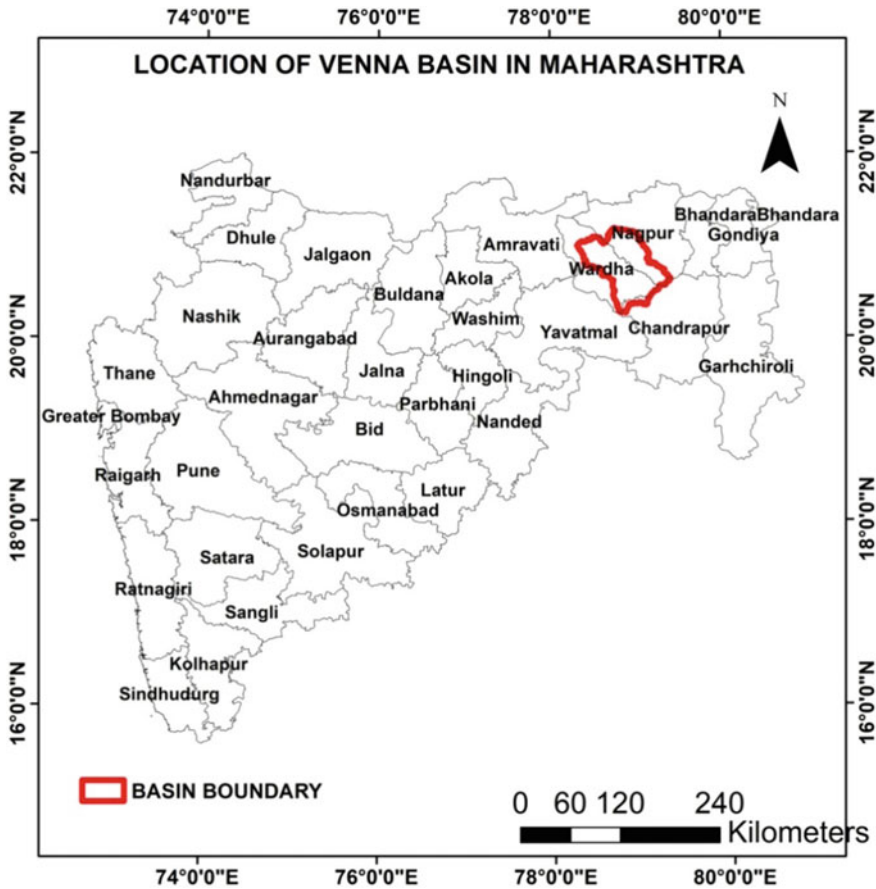 74°0'0"E 76°0'0"E 78°0'0"E 80°0'0"E
LOCATION OF VENNA BASIN IN MAHARASHTRA
N
22°0'0"N 22°0'0"N
Nandurbar
BhandaraBhandara
Nagpur
Gondiya
Dhule
Amravati
Jalgaon
Wardha
Akola
Buldana
Nashik
Washim
Chandrapur
Yavatmal
Aurangabad
20°0'0"N 20°0'0"N
Garhchiroli
Thane
Jalna
Hingoli
Ahmednagar
Parbhani
Greater Bombay
Nanded
Bid
Raigarh
Pune
Latur
Osmanabad
18°0'0"N 18°0'0"N
Solapur
Satara
Ratnagiri
Sangli
Kolhapur
Sindhudurg
16°0'0"N 16°0'0"N
BASIN BOUNDARY
0 60 120 240
Kilometers
74°0'0"E 76°0'0"E 78°0'0"E 80°0'0"E